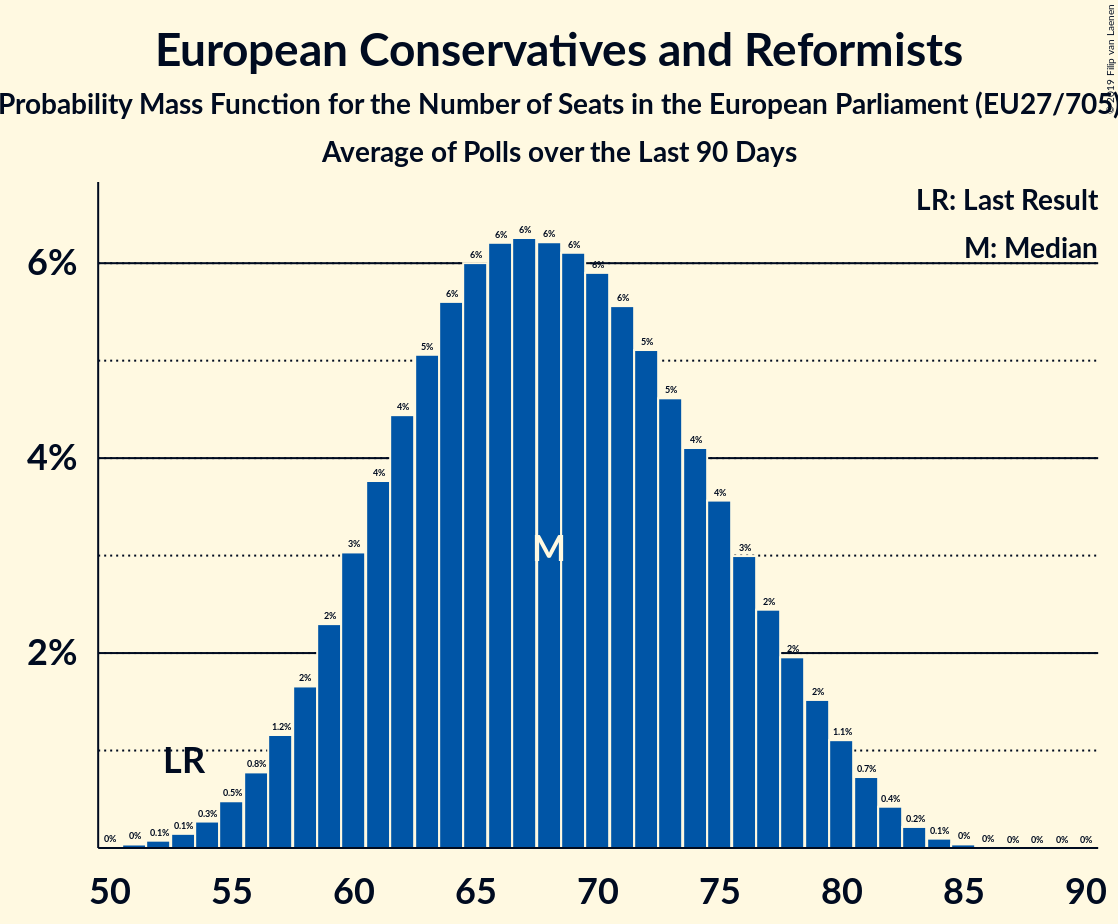 European Conservatives and Reformists
Probability Mass Function for the Number of Seats in the European Parliament (EU27/705)
Average of Polls over the Last 90 Days
© 2019 Filip van Laenen
LR: Last Result
M: Median
6%
4%
2%
0% 0% 0.1% 0.1% 0.3% 0.5% 0.8% 1.2% 2% 2% 3% 4% 4% 5% 6% 6% 6% 6% 6% 6% 6% 6% 5% 5% 4% 4% 3% 2% 2% 2% 1.1% 0.7% 0.4% 0.2% 0.1% 0% 0% 0% 0% 0% 0%
M
LR
50 55 60 65 70 75 80 85 90